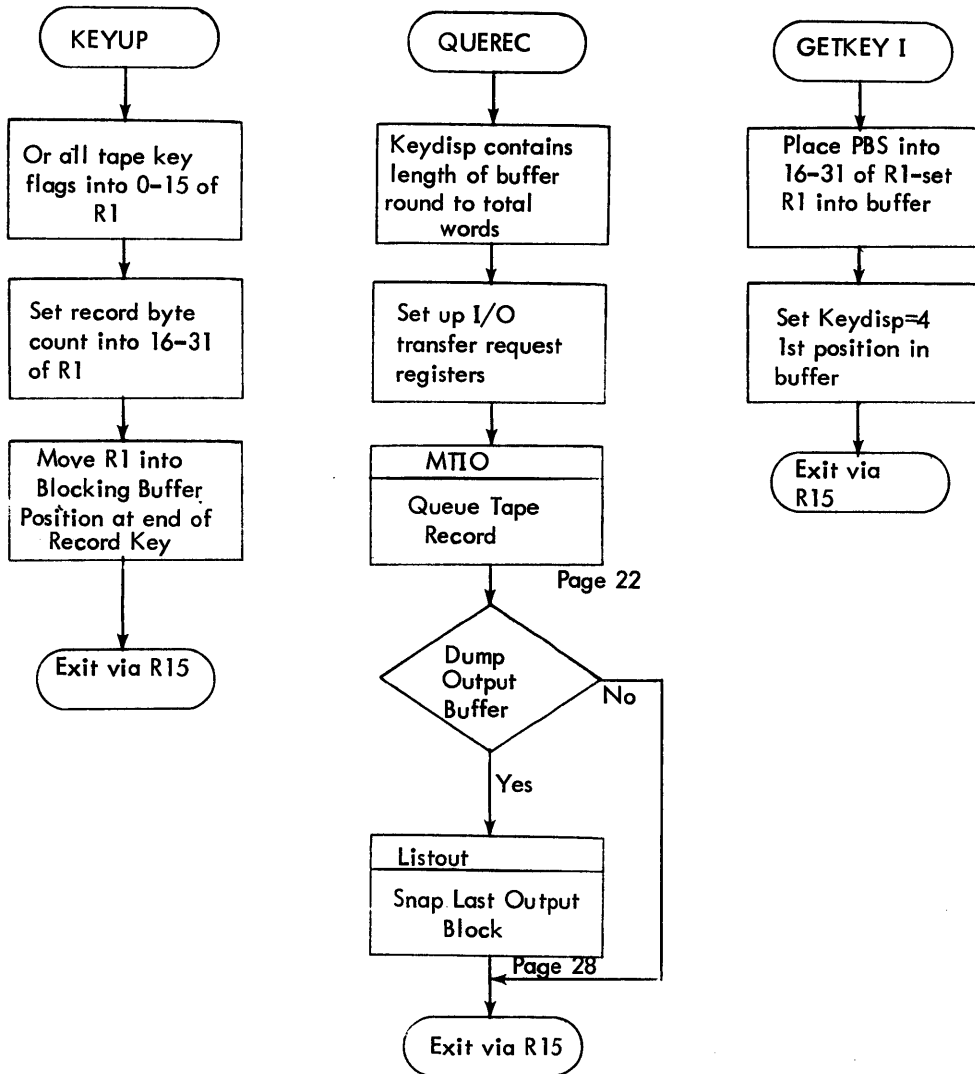 KEYUP
Or all tape key
flags into 0-15 of
R1
Set record byte
count into 16-31
of R1
Move R1 into
Blocking Buffer
Position at end of
Record Key
Exit via R15
QUEREC
Keydisp contains
length of buffer
round to total
words
Set up I/O
transfer request
registers
MTIO
Queue Tape
Record
Page 22
Dump
Output
Buffer
No
Yes
Listout
Snap Last Output
Block
Page 28
Exit via R15
GETKEY I
Place PBS into
16-31 of R1-set
R1 into buffer
Set Keydisp=4
1st position in
buffer
Exit via
R15